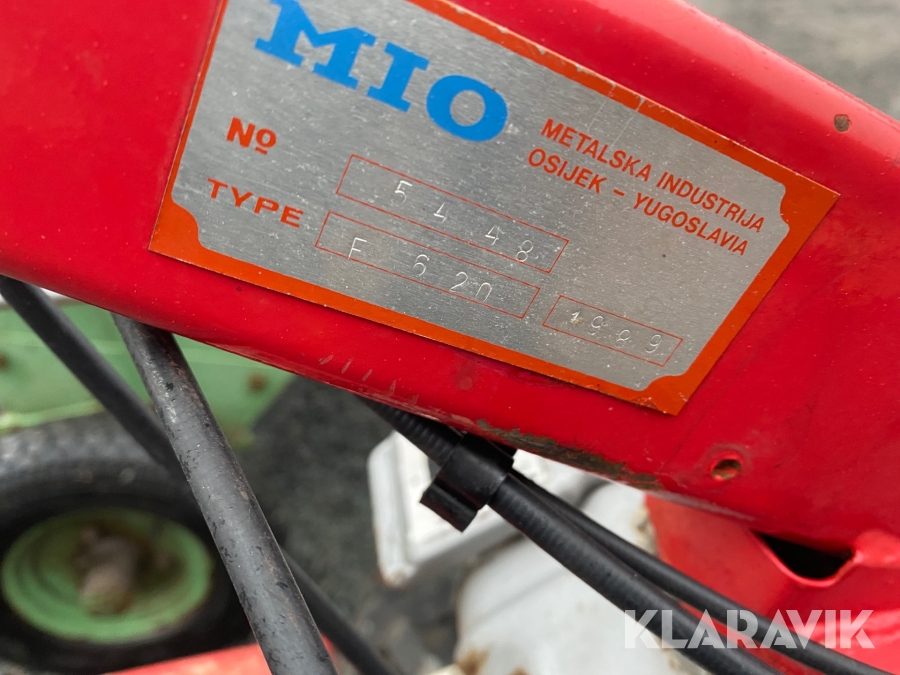 MIO
METALSKA INDUSTRIJA
OSIJEK - YUGOSLAVIA
Nº 5448
TYPE F 620 1989
KLARAVIK